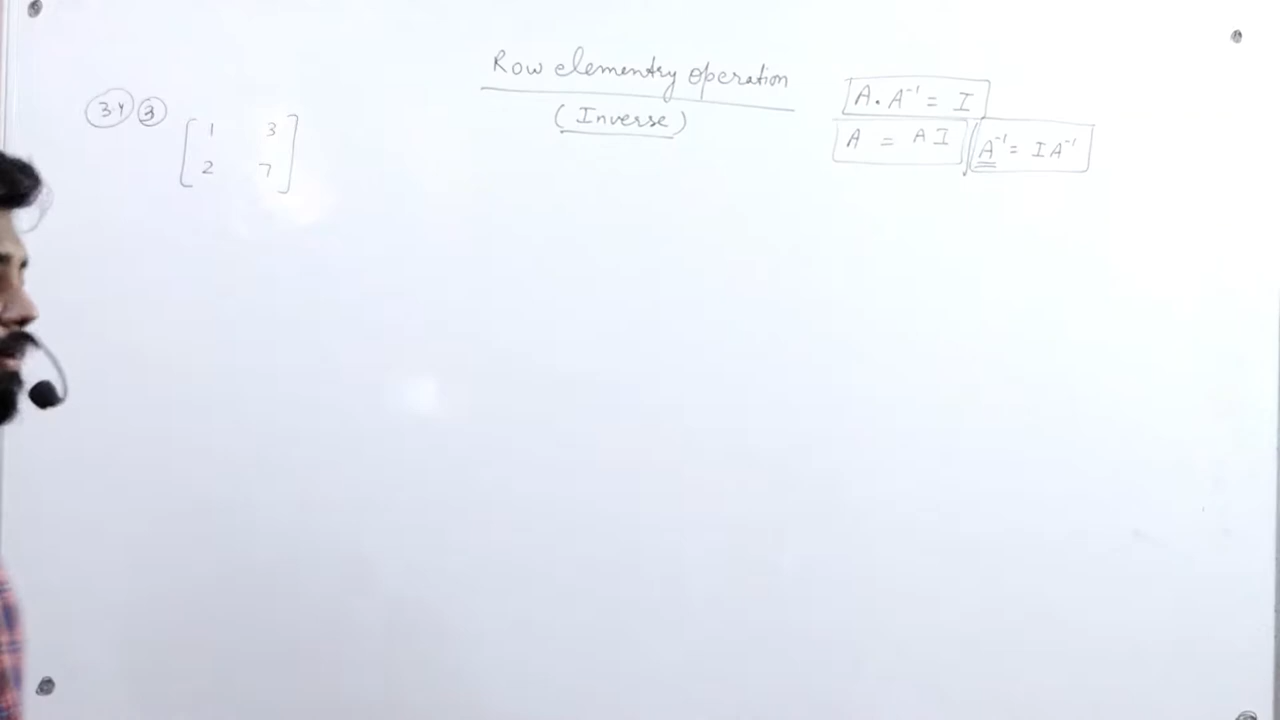 Row elementry operation
(Inverse)
3.4 3
1 3
2 7
A . A⁻¹ = I
A = A I
A⁻¹ = I A⁻¹